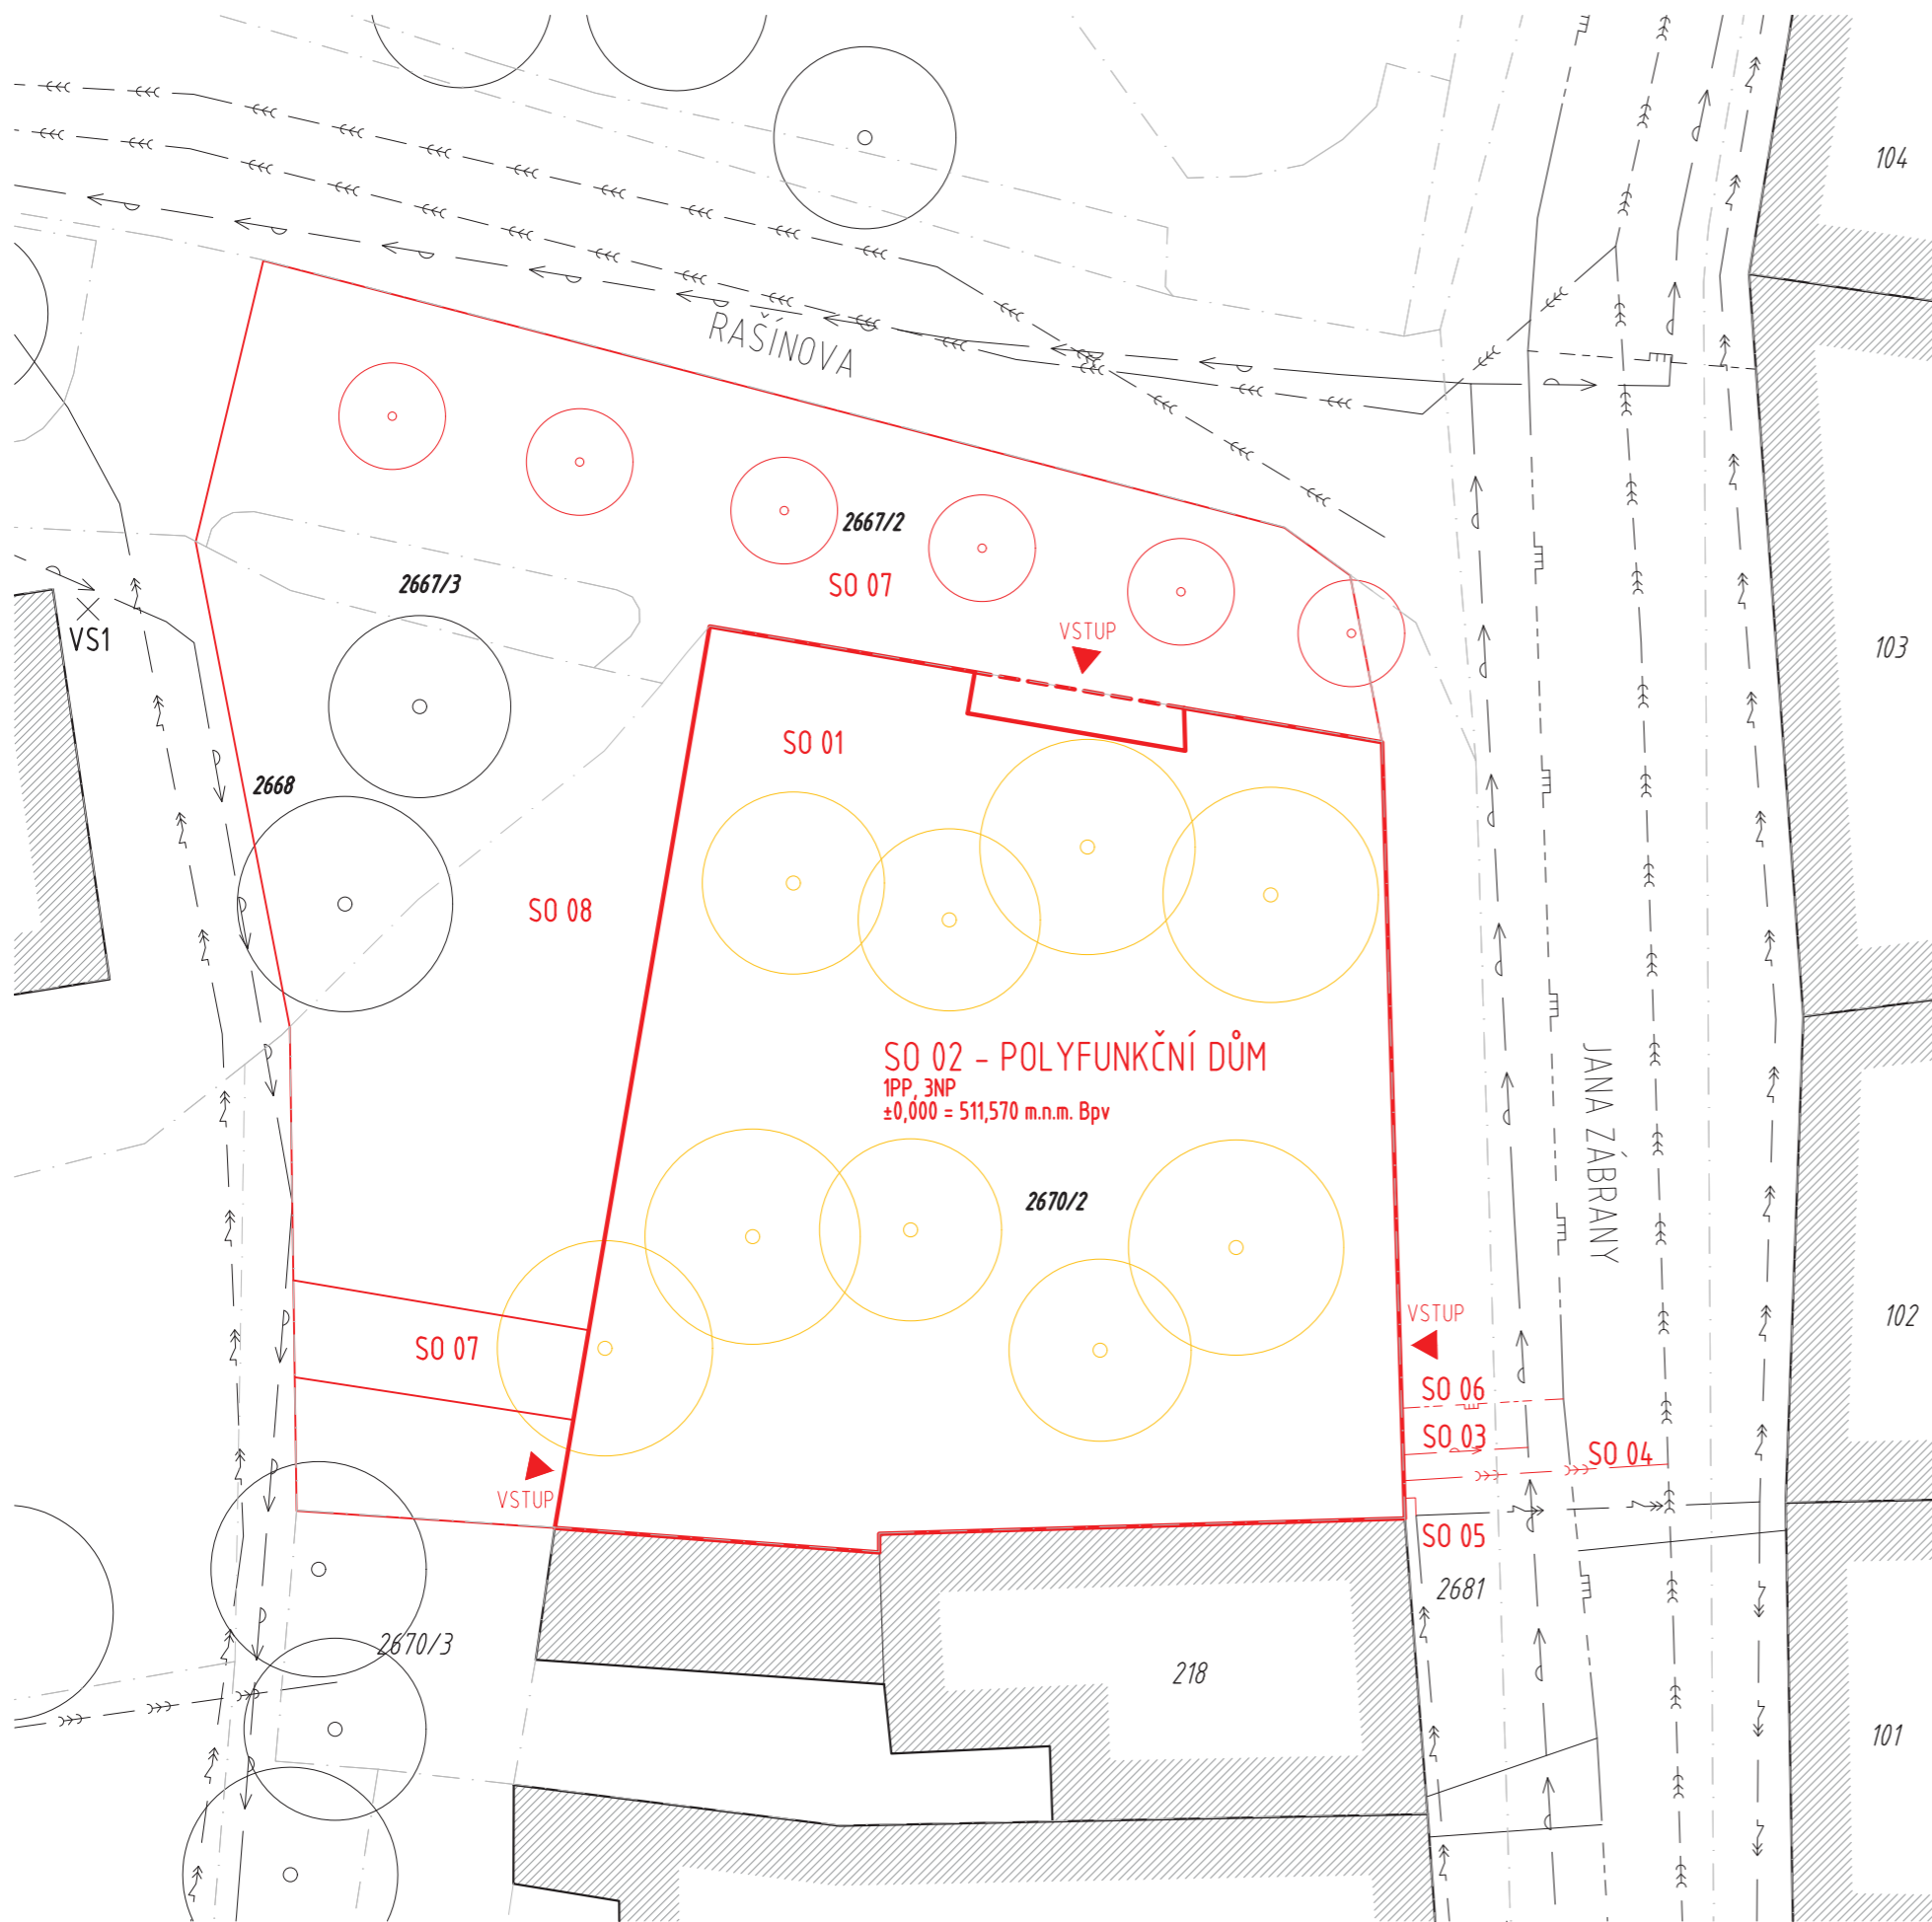 104
RAŠÍNOVA
2667/2
2667/3
SO 07
VS1
VSTUP
103
SO 01
2668
SO 08
SO 02 - POLYFUNKČNÍ DŮM
1PP, 3NP
±0,000 = 511,570 m.n.m. Bpv
JANA ZÁBRANY
2670/2
VSTUP
102
SO 07
SO 06
SO 03
SO 04
VSTUP
SO 05
2681
2670/3
218
101